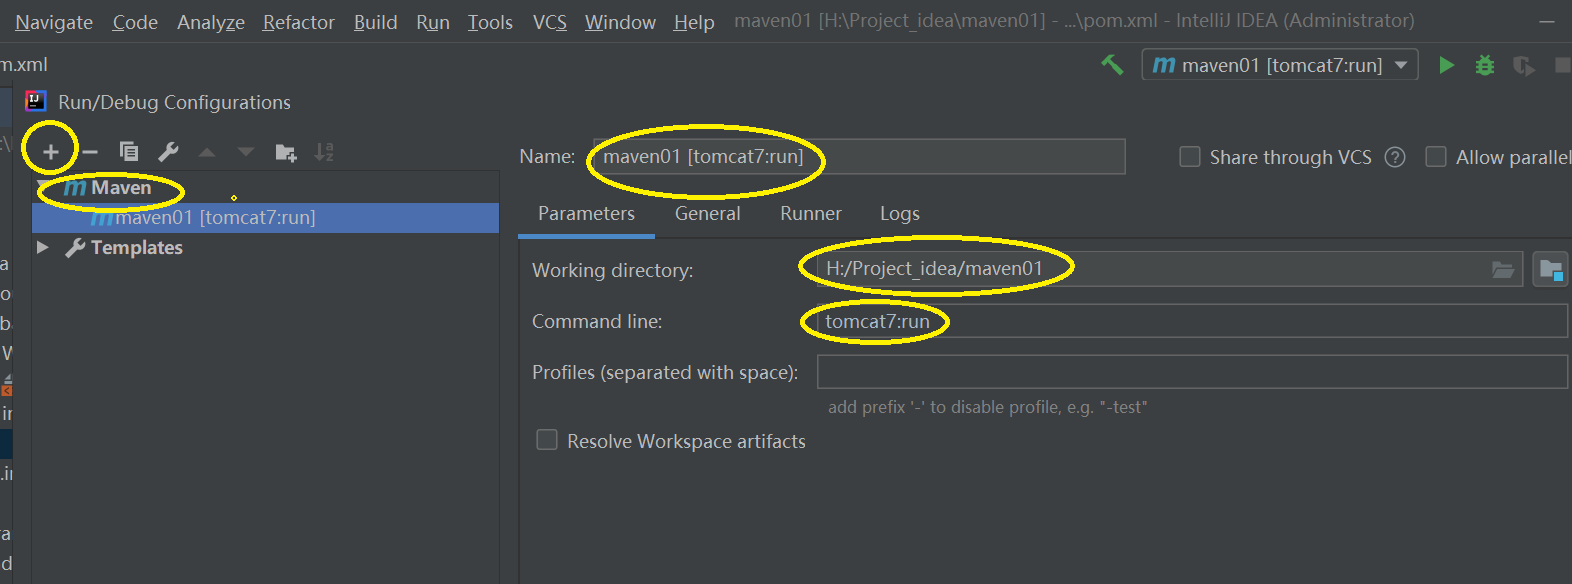 Navigate Code Analyze Refactor Build Run Tools VCS Window Help maven01 [H:\Project_idea\maven01] - ...\pom.xml - IntelliJ IDEA (Administrator)
m.xml
maven01 [tomcat7:run]
Run/Debug Configurations
Name: maven01 [tomcat7:run]
Share through VCS
Allow parallel
Maven
maven01 [tomcat7:run]
Templates
Parameters General Runner Logs
Working directory: H:/Project_idea/maven01
Command line: tomcat7:run
Profiles (separated with space):
add prefix '-' to disable profile, e.g. "-test"
Resolve Workspace artifacts